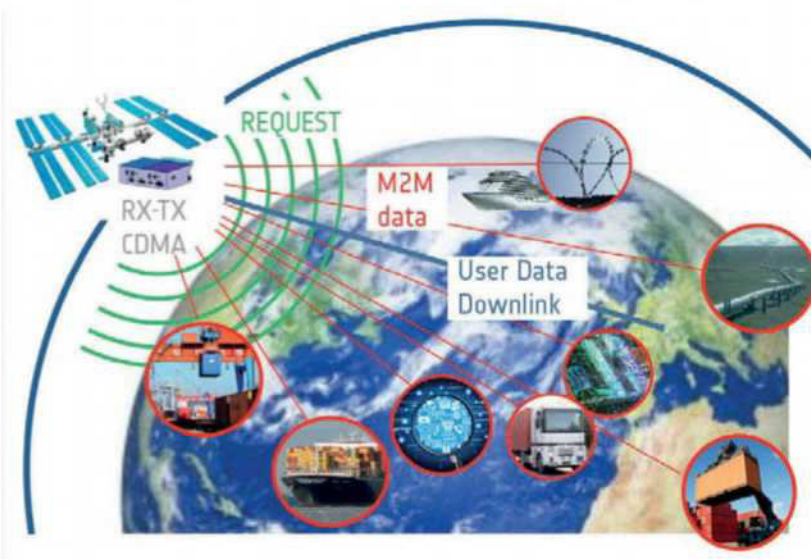 REQUEST
RX-TX
CDMA
M2M
data
User Data
Downlink